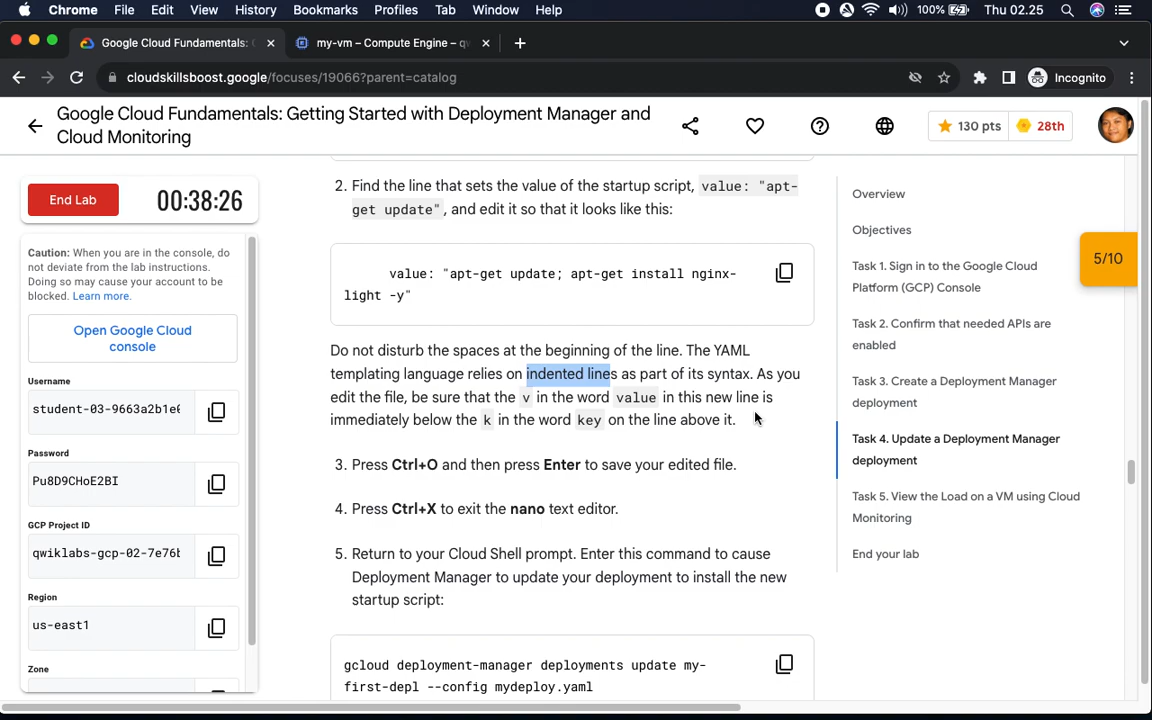 Chrome File Edit View History Bookmarks Profiles Tab Window Help 100% Thu 02.25
Google Cloud Fundamentals: my-vm – Compute Engine – qw
cloudskillsboost.google/focuses/19066?parent=catalog Incognito
Google Cloud Fundamentals: Getting Started with Deployment Manager and
Cloud Monitoring
130 pts 28th
End Lab 00:38:26
Caution: When you are in the console, do
not deviate from the lab instructions.
Doing so may cause your account to be
blocked. Learn more.
Open Google Cloud
console
Username
student-03-9663a2b1e
Password
Pu8D9CHoE2BI
GCP Project ID
qwiklabs-gcp-02-7e76b
Region
us-east1
Zone
2. Find the line that sets the value of the startup script, value: "apt-
get update", and edit it so that it looks like this:
value: "apt-get update; apt-get install nginx-
light -y"
Do not disturb the spaces at the beginning of the line. The YAML
templating language relies on indented lines as part of its syntax. As you
edit the file, be sure that the v in the word value in this new line is
immediately below the k in the word key on the line above it.
3. Press Ctrl+O and then press Enter to save your edited file.
4. Press Ctrl+X to exit the nano text editor.
5. Return to your Cloud Shell prompt. Enter this command to cause
Deployment Manager to update your deployment to install the new
startup script:
gcloud deployment-manager deployments update my-
first-depl --config mydeploy.yaml
Overview
Objectives
Task 1. Sign in to the Google Cloud
Platform (GCP) Console
Task 2. Confirm that needed APIs are
enabled
Task 3. Create a Deployment Manager
deployment
Task 4. Update a Deployment Manager
deployment
Task 5. View the Load on a VM using Cloud
Monitoring
End your lab
5/10